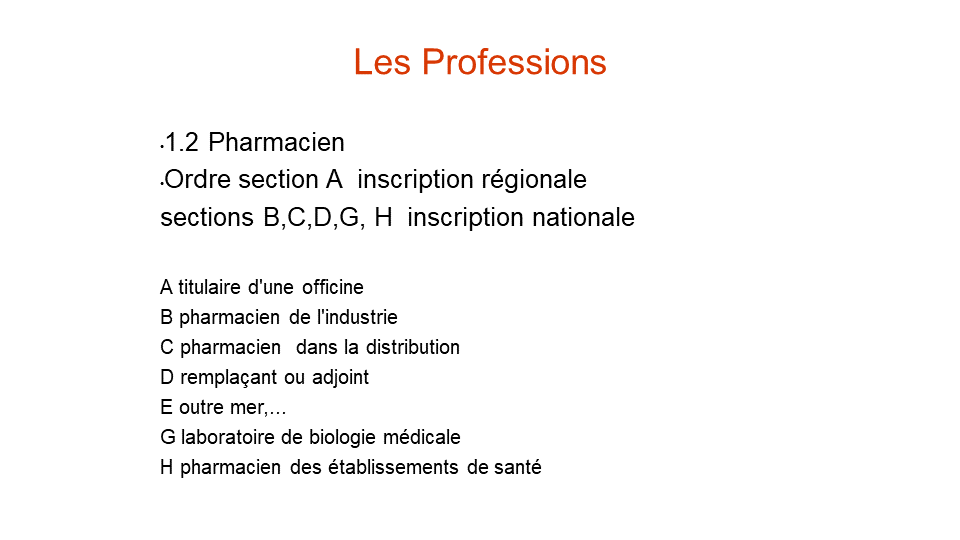 Les Professions
•1.2 Pharmacien
•Ordre section A  inscription régionale
sections B,C,D,G, H  inscription nationale
A titulaire d'une officine
B pharmacien de l'industrie
C pharmacien  dans la distribution
D remplaçant ou adjoint
E outre mer,...
G laboratoire de biologie médicale
H pharmacien des établissements de santé